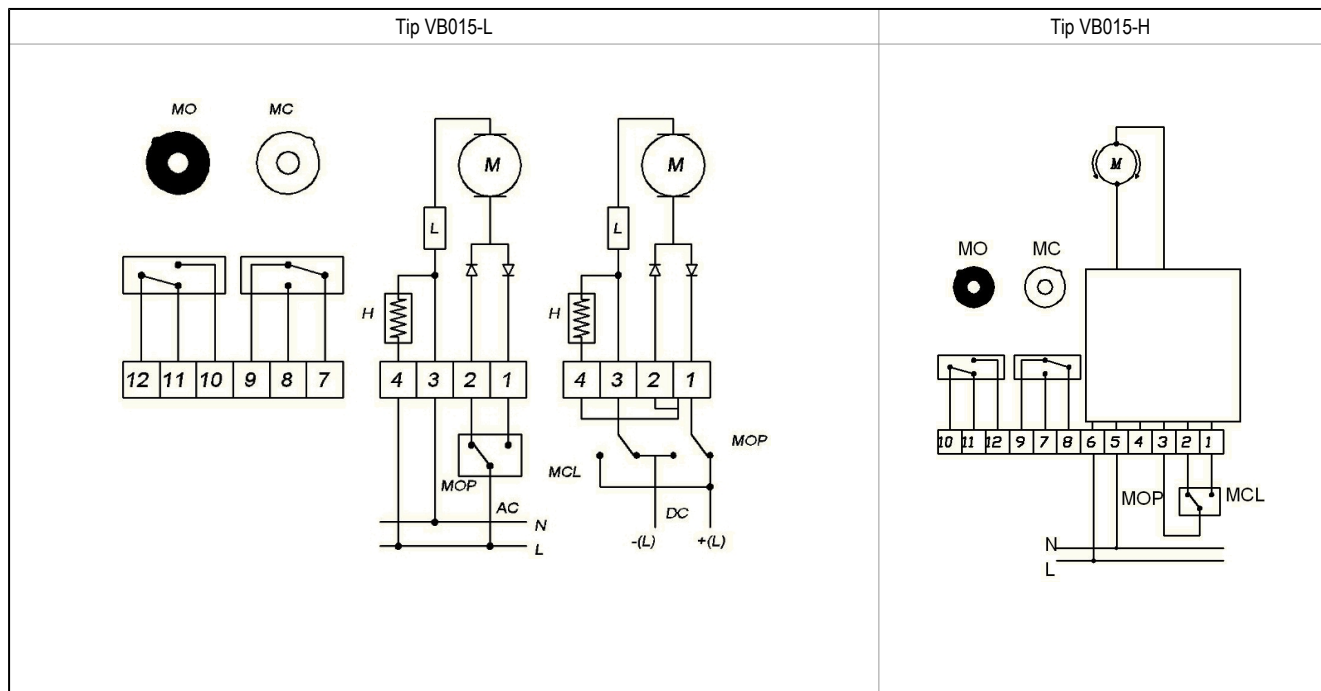 Tip VB015-L
Tip VB015-H
MO MC
M M
L L
H H
12 11 10 9 8 7
4 3 2 1
4 3 2 1
MOP
AC
N
L
MCL
MOP
DC
-(L) +(L)
M
MO MC
10 11 12 9 7 8 6 5 4 3 2 1
MOP MCL
N
L